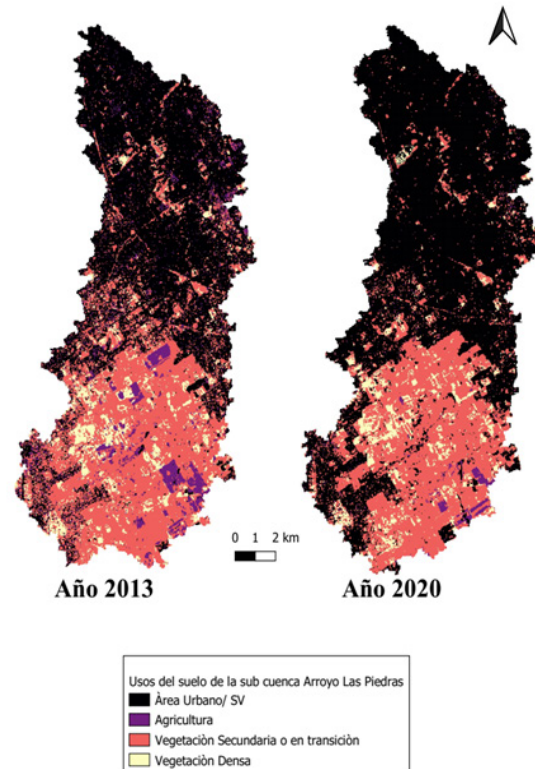 0 1 2 km
Año 2013
Año 2020
Usos del suelo de la sub cuenca Arroyo Las Piedras
Àrea Urbano/ SV
Agricultura
Vegetaciòn Secundaria o en transiciòn
Vegetaciòn Densa